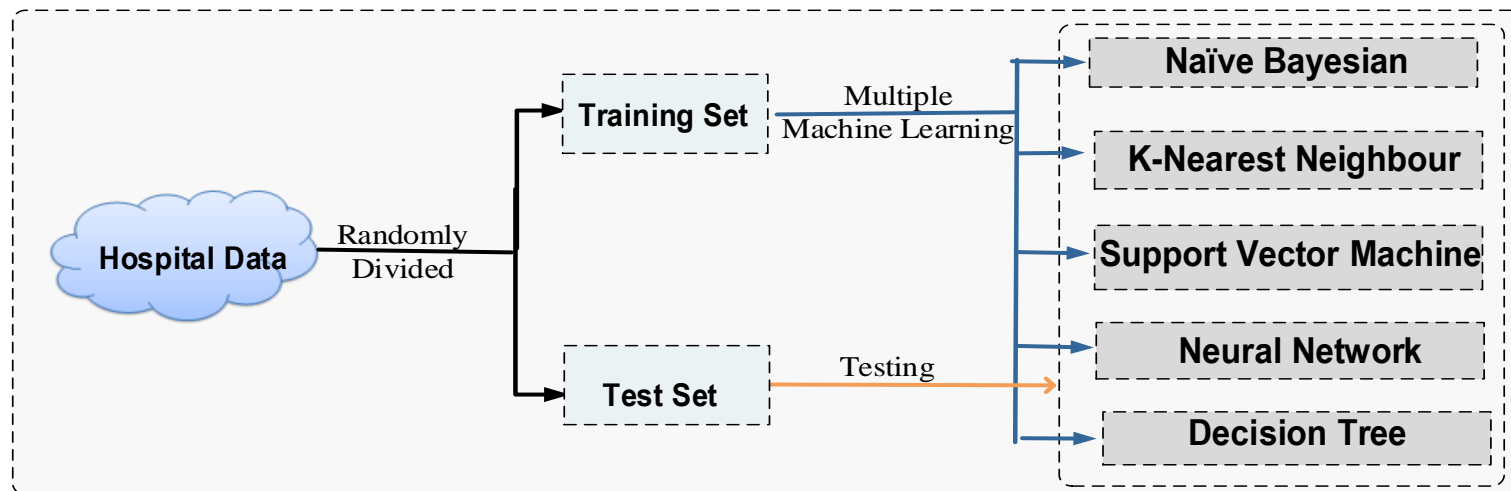 Hospital Data
Randomly
Divided
Training Set
Test Set
Multiple
Machine Learning
Testing
Naïve Bayesian
K-Nearest Neighbour
Support Vector Machine
Neural Network
Decision Tree